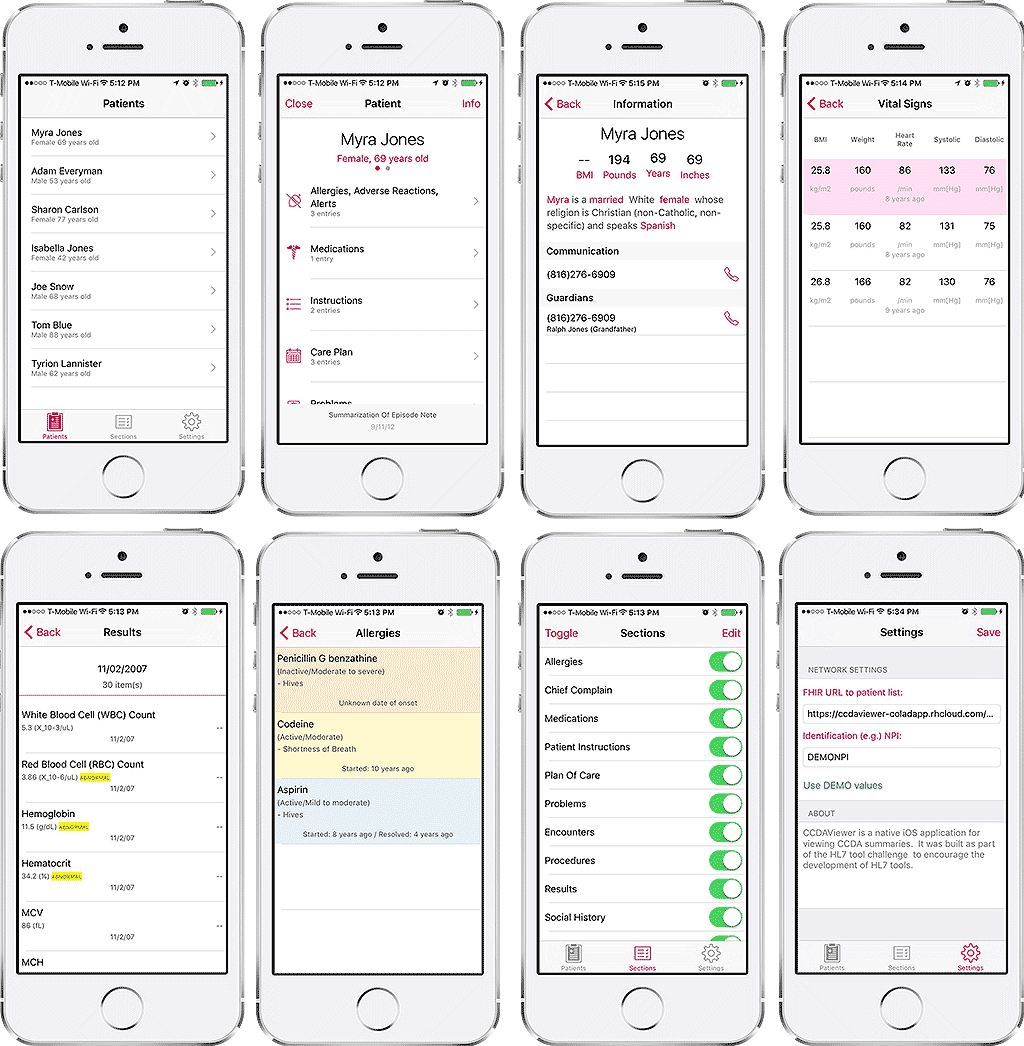 T-Mobile Wi-Fi 5:12 PM
Patients
Myra Jones
Female 69 years old
Adam Everyman
Male 53 years old
Sharon Carlson
Female 77 years old
Isabella Jones
Female 42 years old
Joe Snow
Male 68 years old
Tom Blue
Male 88 years old
Tyrion Lannister
Male 62 years old
Patients Sections Settings
T-Mobile Wi-Fi 5:12 PM
Close Patient Info
Myra Jones
Female, 69 years old
Allergies, Adverse Reactions,
Alerts
3 entries
Medications
1 entry
Instructions
2 entries
Care Plan
3 entries
Problems
Summarization Of Episode Note
9/11/12
T-Mobile Wi-Fi 5:15 PM
Back Information
Myra Jones
-- 194 69 69
BMI Pounds Years Inches
Myra is a married White female whose
religion is Christian (non-Catholic, non-
specific) and speaks Spanish
Communication
(816)276-6909
Guardians
(816)276-6909
Ralph Jones (Grandfather)
T-Mobile Wi-Fi 5:14 PM
Back Vital Signs
BMI Weight Heart Rate Systolic Diastolic
25.8 160 86 133 76
kg/m2 pounds /min mm[Hg] mm[Hg]
8 years ago
25.8 160 82 131 75
kg/m2 pounds /min mm[Hg] mm[Hg]
8 years ago
26.8 166 82 130 76
kg/m2 pounds /min mm[Hg] mm[Hg]
9 years ago
T-Mobile Wi-Fi 5:13 PM
Back Results
11/02/2007
30 item(s)
White Blood Cell (WBC) Count
5.3 (X_10-3/uL) --
11/2/07
Red Blood Cell (RBC) Count
3.86 (X_10-6/uL) ABNORMAL --
11/2/07
Hemoglobin
11.5 (g/dL) ABNORMAL --
11/2/07
Hematocrit
34.2 (%) ABNORMAL --
11/2/07
MCV
86 (fL) --
11/2/07
MCH
T-Mobile Wi-Fi 5:13 PM
Back Allergies
Penicillin G benzathine
(Inactive/Moderate to severe)
- Hives
Unknown date of onset
Codeine
(Active/Moderate)
- Shortness of Breath
Started: 10 years ago
Aspirin
(Active/Mild to moderate)
- Hives
Started: 8 years ago / Resolved: 4 years ago
T-Mobile Wi-Fi 5:13 PM
Toggle Sections Edit
Allergies
Chief Complain
Medications
Patient Instructions
Plan Of Care
Problems
Encounters
Procedures
Results
Social History
Patients Sections Settings
T-Mobile Wi-Fi 5:34 PM
Settings Save
NETWORK SETTINGS
FHIR URL to patient list:
https://ccdaviewer-coladapp.rhcloud.com/...
Identification (e.g.) NPI:
DEMONPI
Use DEMO values
ABOUT
CCDAViewer is a native iOS application for
viewing CCDA summaries. It was built as part
of the HL7 tool challenge to encourage the
development of HL7 tools.
Patients Sections Settings